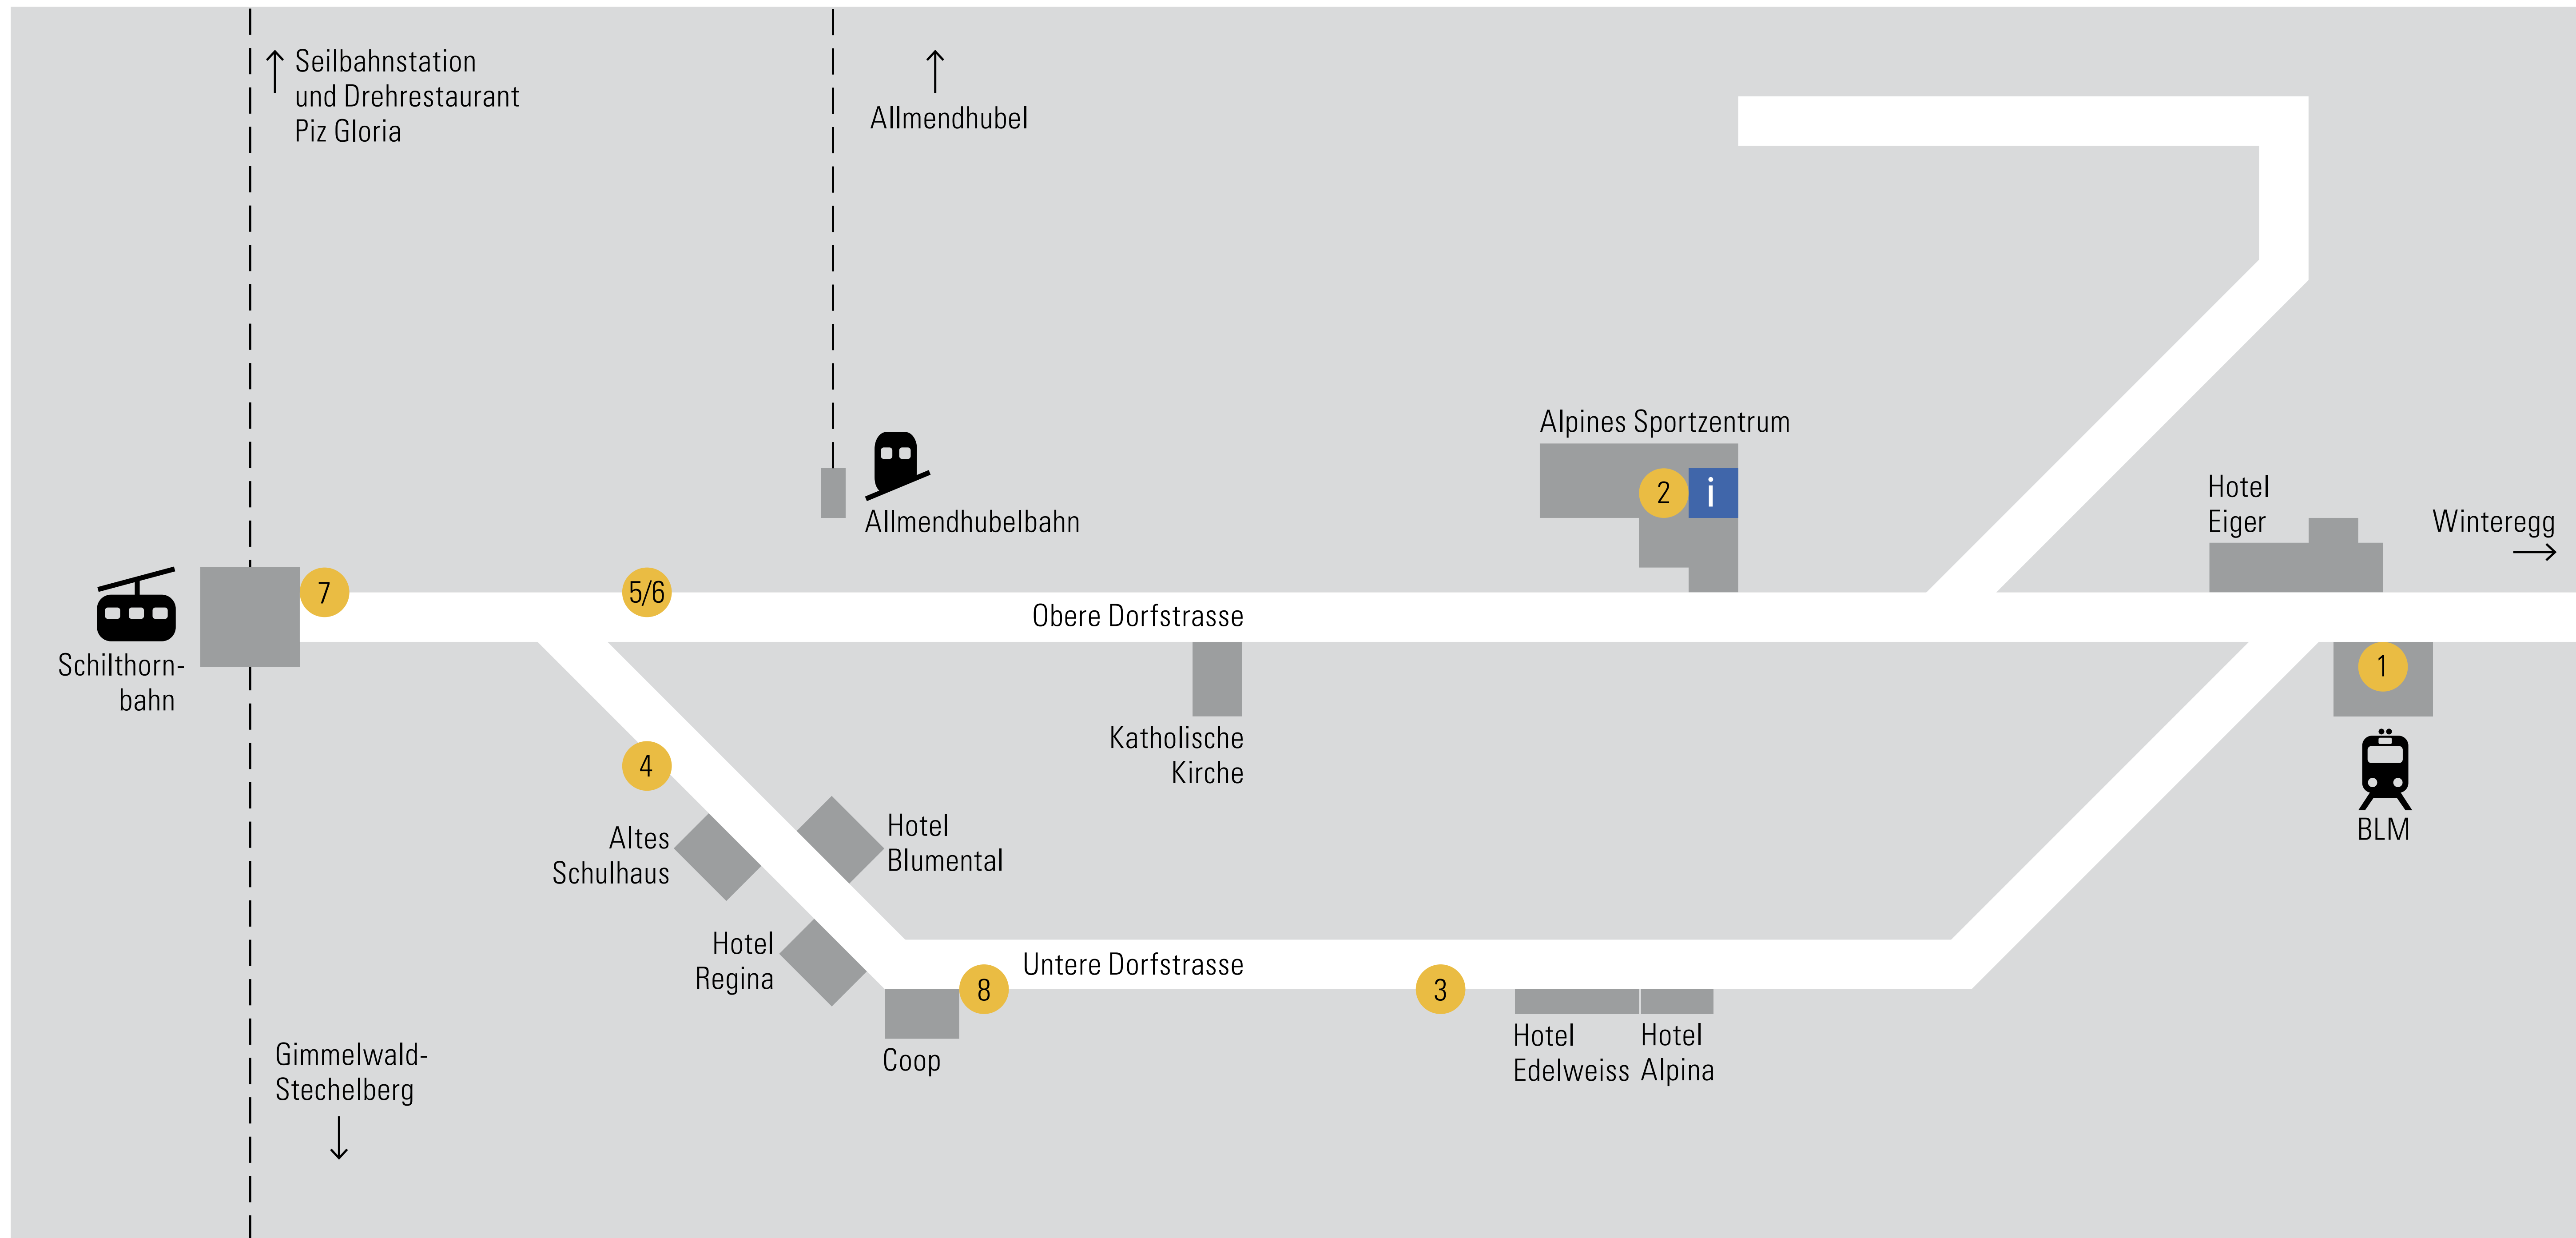 Seilbahnstation
und Drehrestaurant
Piz Gloria
Allmendhubel
Alpines Sportzentrum
2
i
Allmendhubelbahn
Hotel
Eiger
Winteregg
7
5/6
Obere Dorfstrasse
Schilthorn-
bahn
1
Katholische
Kirche
4
BLM
Altes
Schulhaus
Hotel
Blumental
Hotel
Regina
Untere Dorfstrasse
8
3
Coop
Hotel
Edelweiss
Hotel
Alpina
Gimmelwald-
Stechelberg